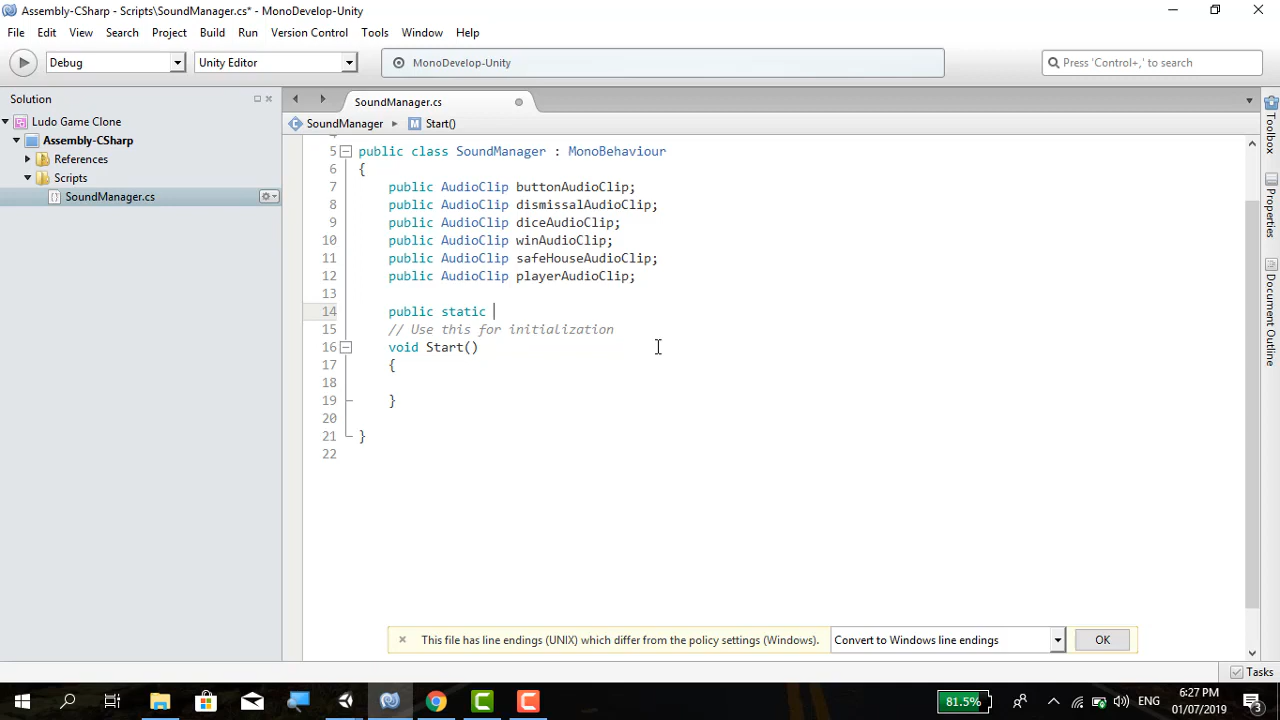 Assembly-CSharp - Scripts\SoundManager.cs* - MonoDevelop-Unity
File Edit View Search Project Build Run Version Control Tools Window Help
Debug Unity Editor MonoDevelop-Unity Press 'Control+,' to search
Solution
SoundManager.cs
Ludo Game Clone
Assembly-CSharp
References
Scripts
SoundManager.cs
SoundManager Start()
5 public class SoundManager : MonoBehaviour
6 {
7 public AudioClip buttonAudioClip;
8 public AudioClip dismissalAudioClip;
9 public AudioClip diceAudioClip;
10 public AudioClip winAudioClip;
11 public AudioClip safeHouseAudioClip;
12 public AudioClip playerAudioClip;
13
14 public static
15 // Use this for initialization
16 void Start()
17 {
18
19 }
20
21 }
22
Toolbox
Properties
Document Outline
This file has line endings (UNIX) which differ from the policy settings (Windows). Convert to Windows line endings OK
Tasks
81.5% ENG 6:27 PM
01/07/2019 3